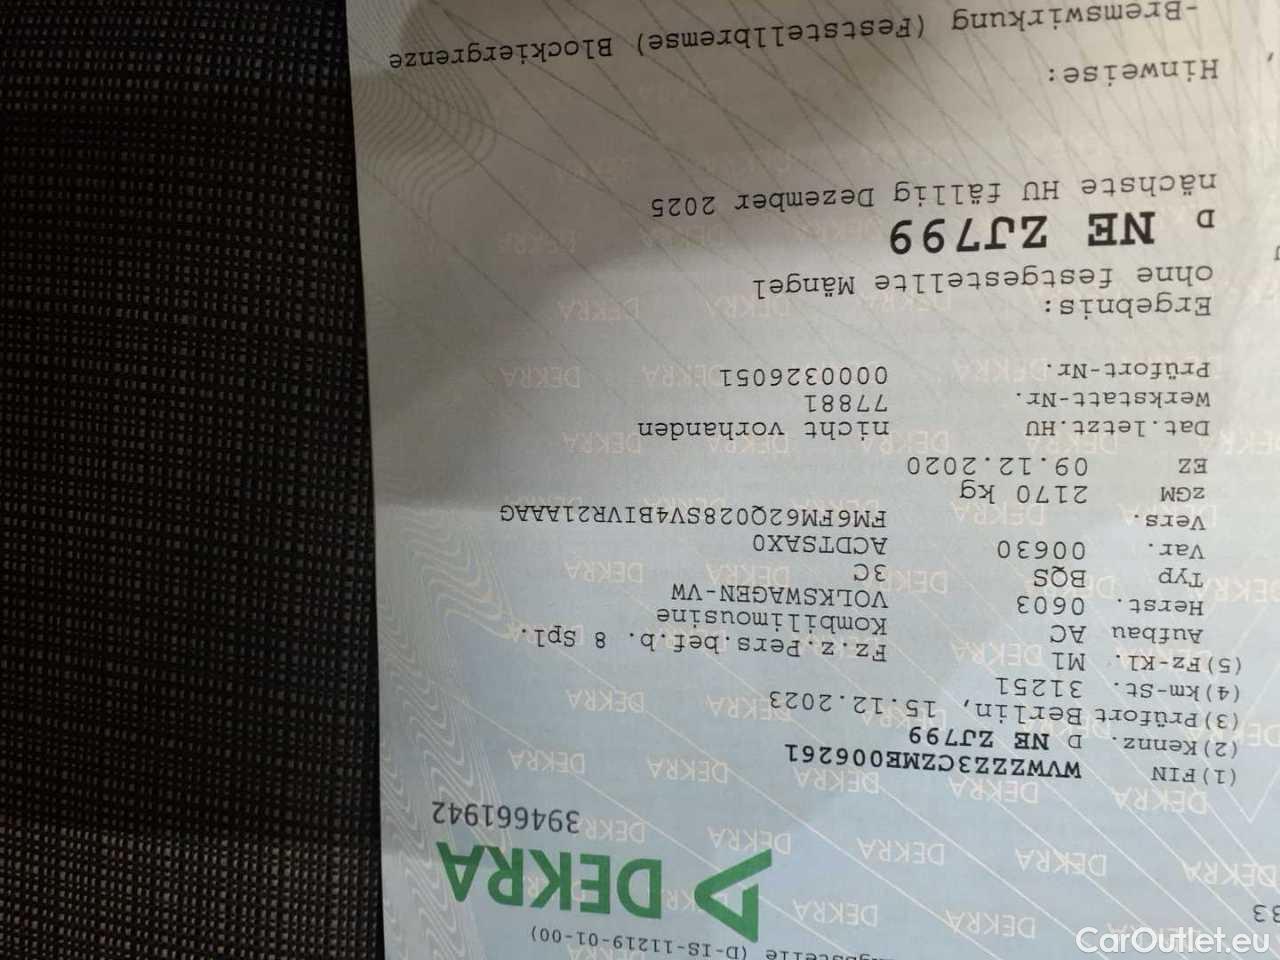 (D-IS-11219-01-00)
DEKRA
394661942
(1)FIN WVWZZZ3CZME006261
(2)Kennz. D NE ZJ799
(3)Prüfort Berlin, 15.12.2023
(4)km-St. 31251
(5)Fz-Kl. M1 Fz.z.Pers.bef.b. 8 Spl.
Aufbau AC Kombilimousine
Herst. 0603 VOLKSWAGEN-VW
Typ BQS 3C
Var. 00630 ACDTSAX0
Vers. FM6FM62Q028SV4BIVR21AAAG
zGM 2170 kg
EZ 09.12.2020
Dat.letzt.HU nicht vorhanden
Werkstatt-Nr. 77881
Prüfort-Nr. 0000326051
Ergebnis:
ohne festgestellte Mängel
D NE ZJ799
nächste HU fällig Dezember 2025
Hinweise:
-Bremswirkung (Feststellbremse) Blockiergrenze
CarOutlet.eu